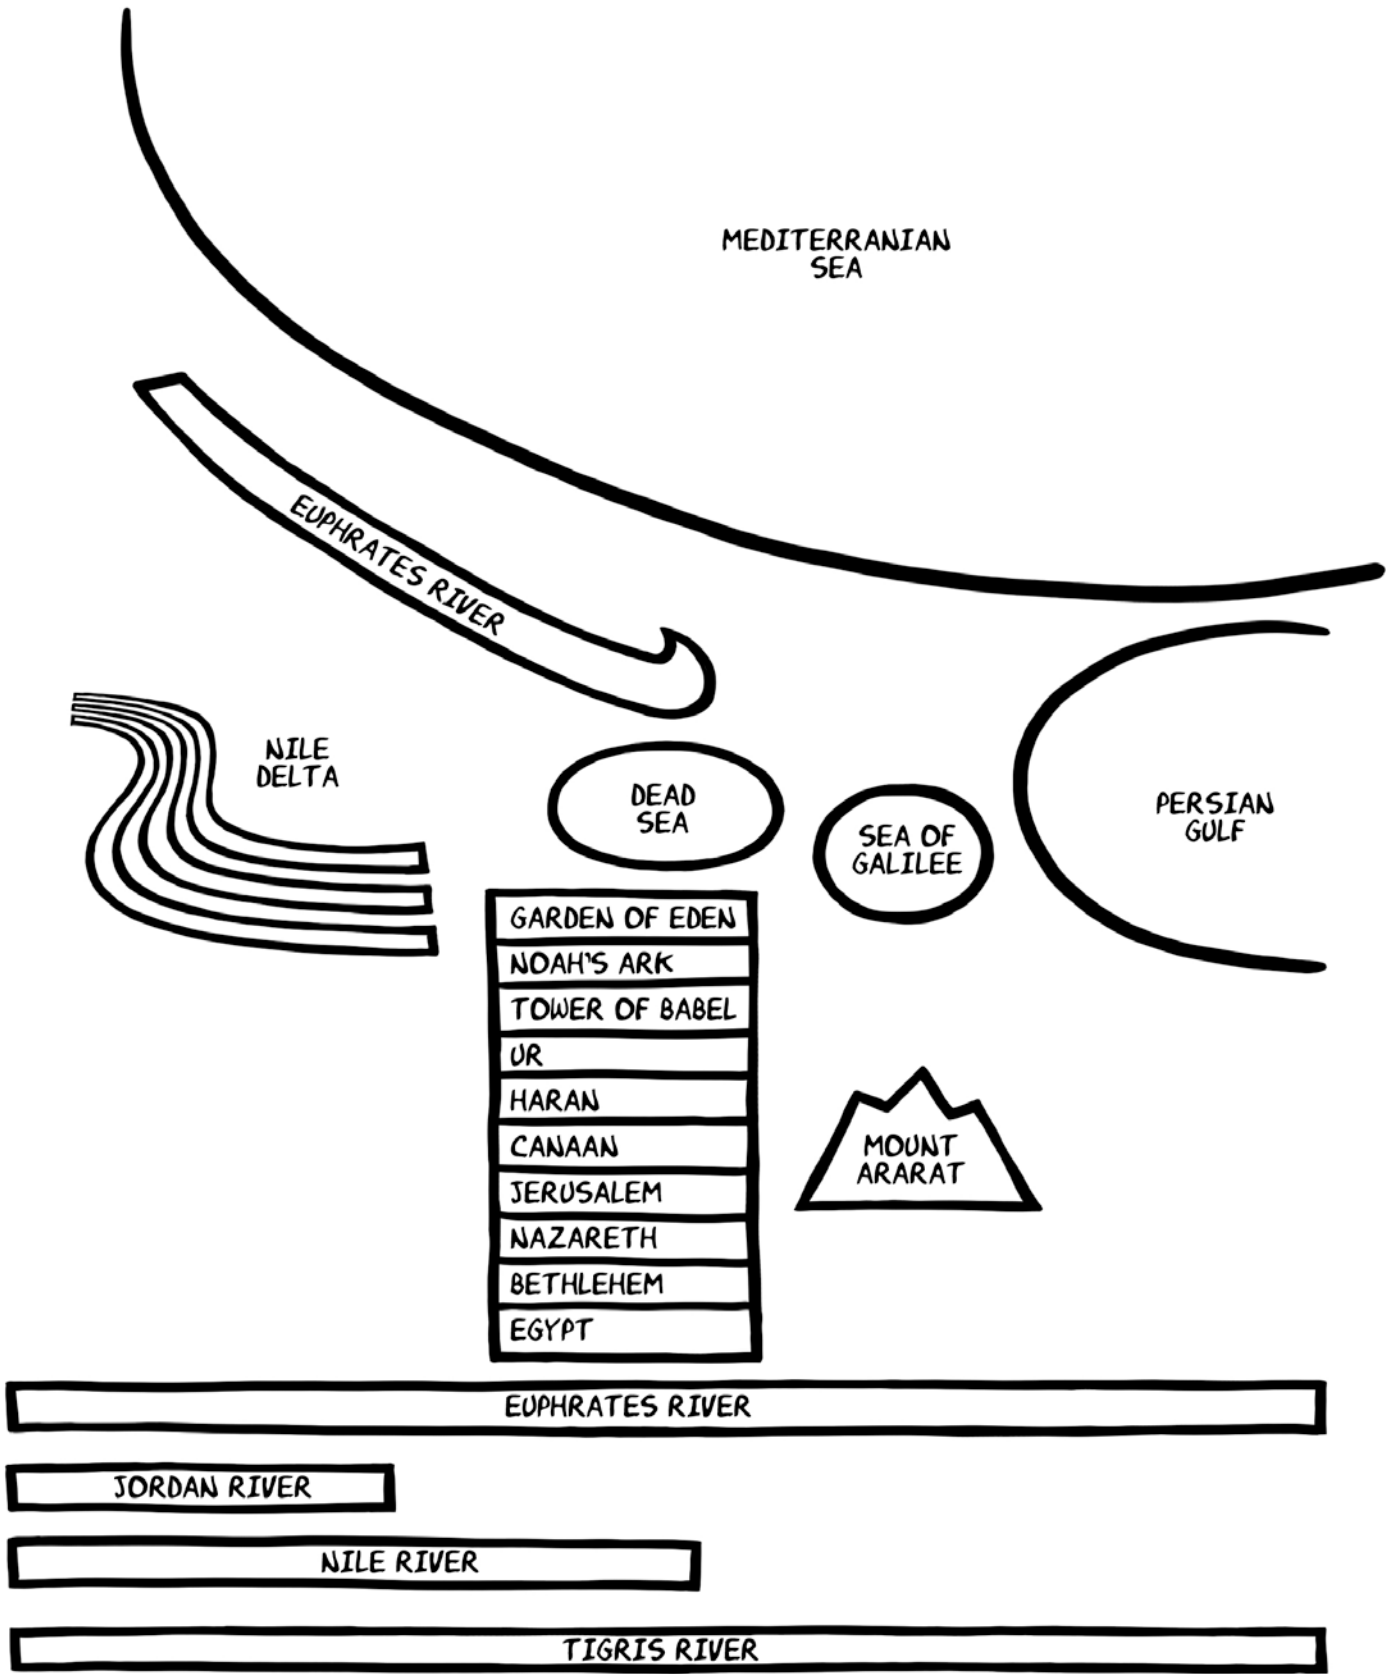 MEDITERRANIAN
SEA
EUPHRATES RIVER
NILE
DELTA
DEAD
SEA
SEA OF
GALILEE
PERSIAN
GULF
GARDEN OF EDEN
NOAH'S ARK
TOWER OF BABEL
UR
HARAN
CANAAN
JERUSALEM
NAZARETH
BETHLEHEM
EGYPT
MOUNT
ARARAT
EUPHRATES RIVER
JORDAN RIVER
NILE RIVER
TIGRIS RIVER